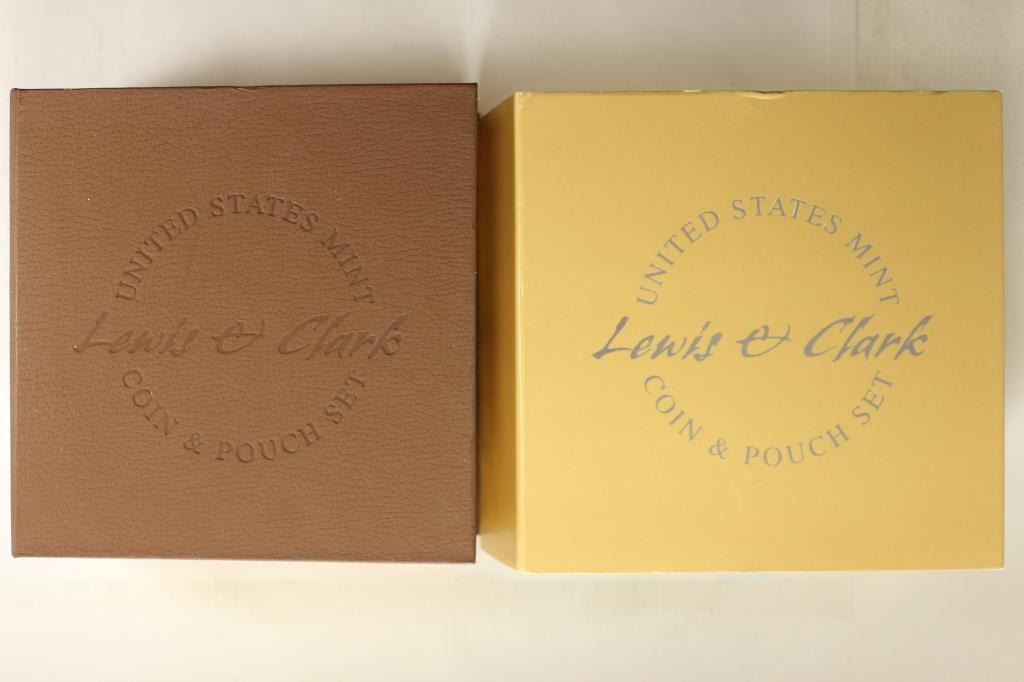 UNITED STATES MINT
Lewis & Clark
COIN & POUCH SET
UNITED STATES MINT
Lewis & Clark
COIN & POUCH SET